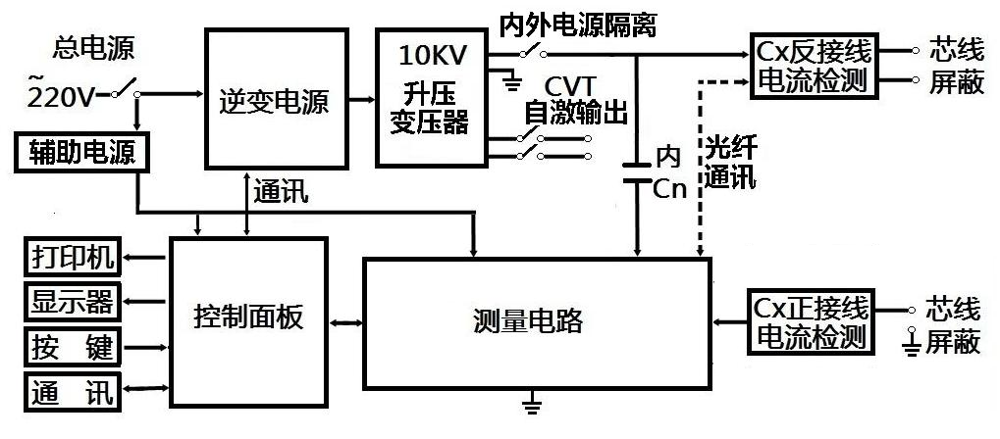 总电源
~
220V
辅助电源
逆变电源
10KV
升压
变压器
内外电源隔离
CVT
自激输出
Cx反接线
电流检测
芯线
屏蔽
内
Cn
光纤
通讯
通讯
打印机
显示器
按 键
通 讯
控制面板
测量电路
Cx正接线
电流检测
芯线
屏蔽